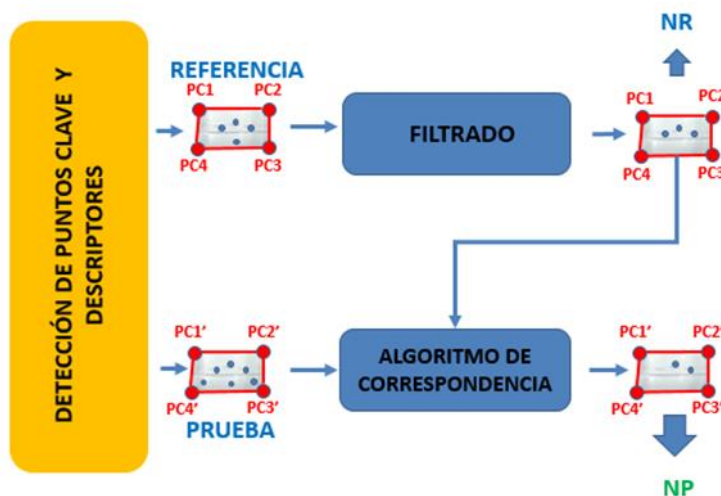 DETECCIÓN DE PUNTOS CLAVE Y
DESCRIPTORES
REFERENCIA
PC1 PC2
PC4 PC3
FILTRADO
NR
PC1 PC2
PC4 PC3
PC1' PC2'
PC4' PC3'
PRUEBA
ALGORITMO DE
CORRESPONDENCIA
PC1' PC2'
PC4' PC3'
NP